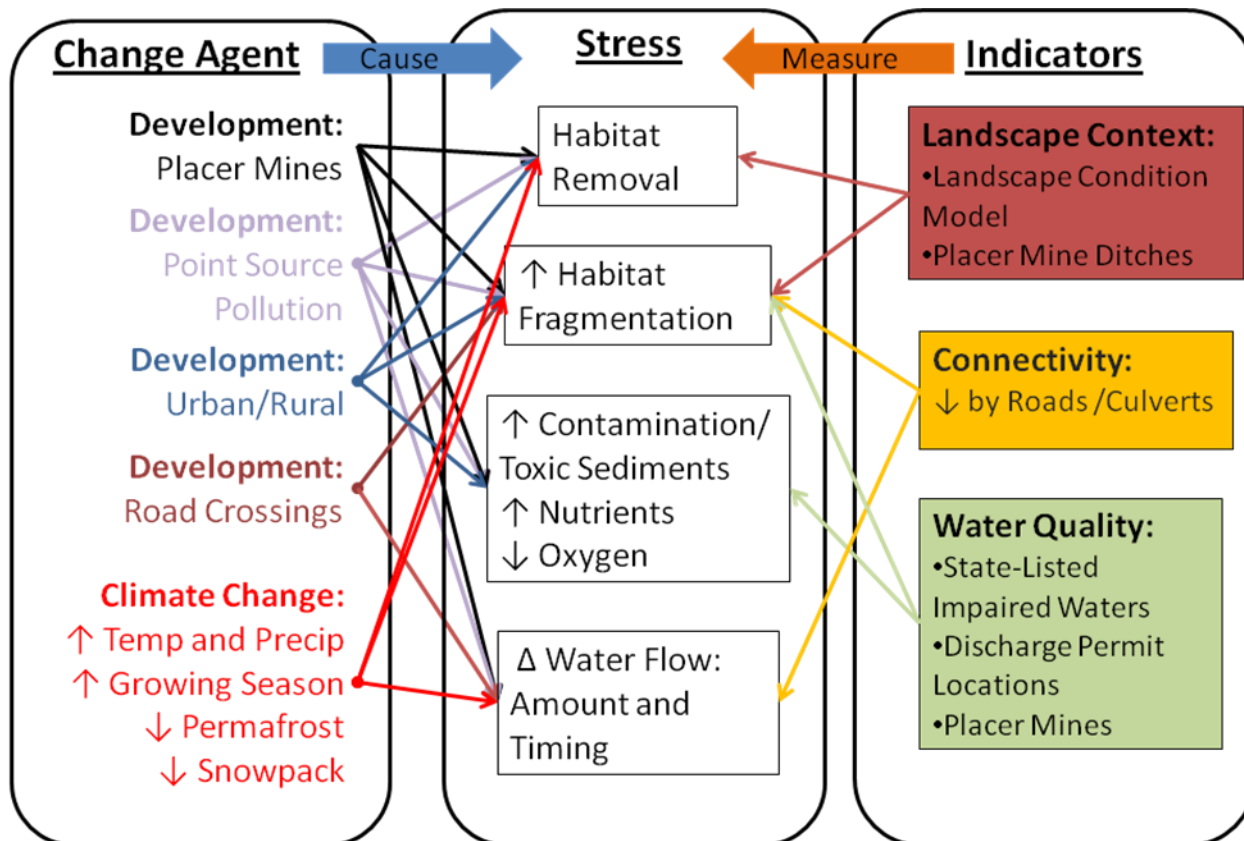 Change Agent
Cause
Stress
Measure
Indicators
Development:
Placer Mines
Development:
Point Source
Pollution
Development:
Urban/Rural
Development:
Road Crossings
Climate Change:
↑ Temp and Precip
↑ Growing Season
↓ Permafrost
↓ Snowpack
Habitat
Removal
↑ Habitat
Fragmentation
↑ Contamination/
Toxic Sediments
↑ Nutrients
↓ Oxygen
Δ Water Flow:
Amount and
Timing
Landscape Context:
•Landscape Condition
Model
•Placer Mine Ditches
Connectivity:
↓ by Roads /Culverts
Water Quality:
•State-Listed
Impaired Waters
•Discharge Permit
Locations
•Placer Mines